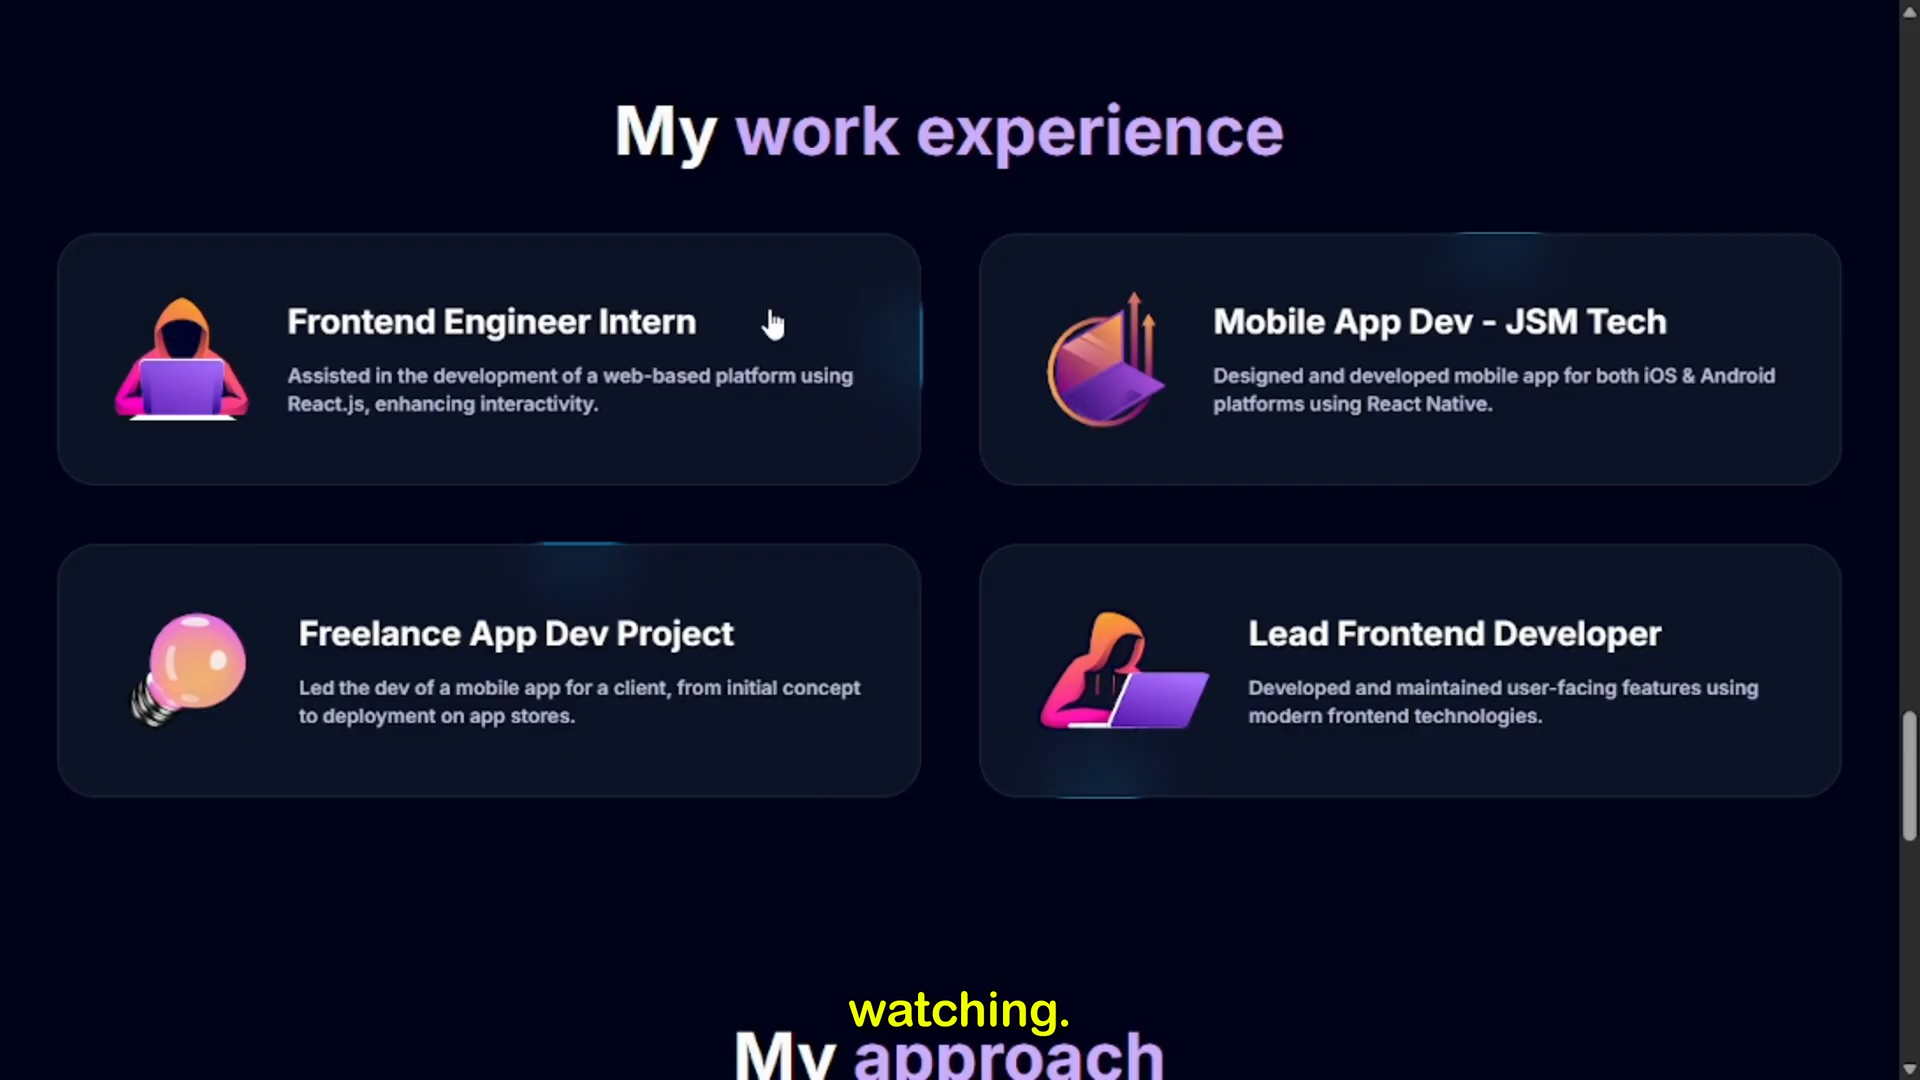 My work experience
Frontend Engineer Intern
Assisted in the development of a web-based platform using
React.js, enhancing interactivity.
Mobile App Dev - JSM Tech
Designed and developed mobile app for both iOS & Android
platforms using React Native.
Freelance App Dev Project
Led the dev of a mobile app for a client, from initial concept
to deployment on app stores.
Lead Frontend Developer
Developed and maintained user-facing features using
modern frontend technologies.
watching.
My approach